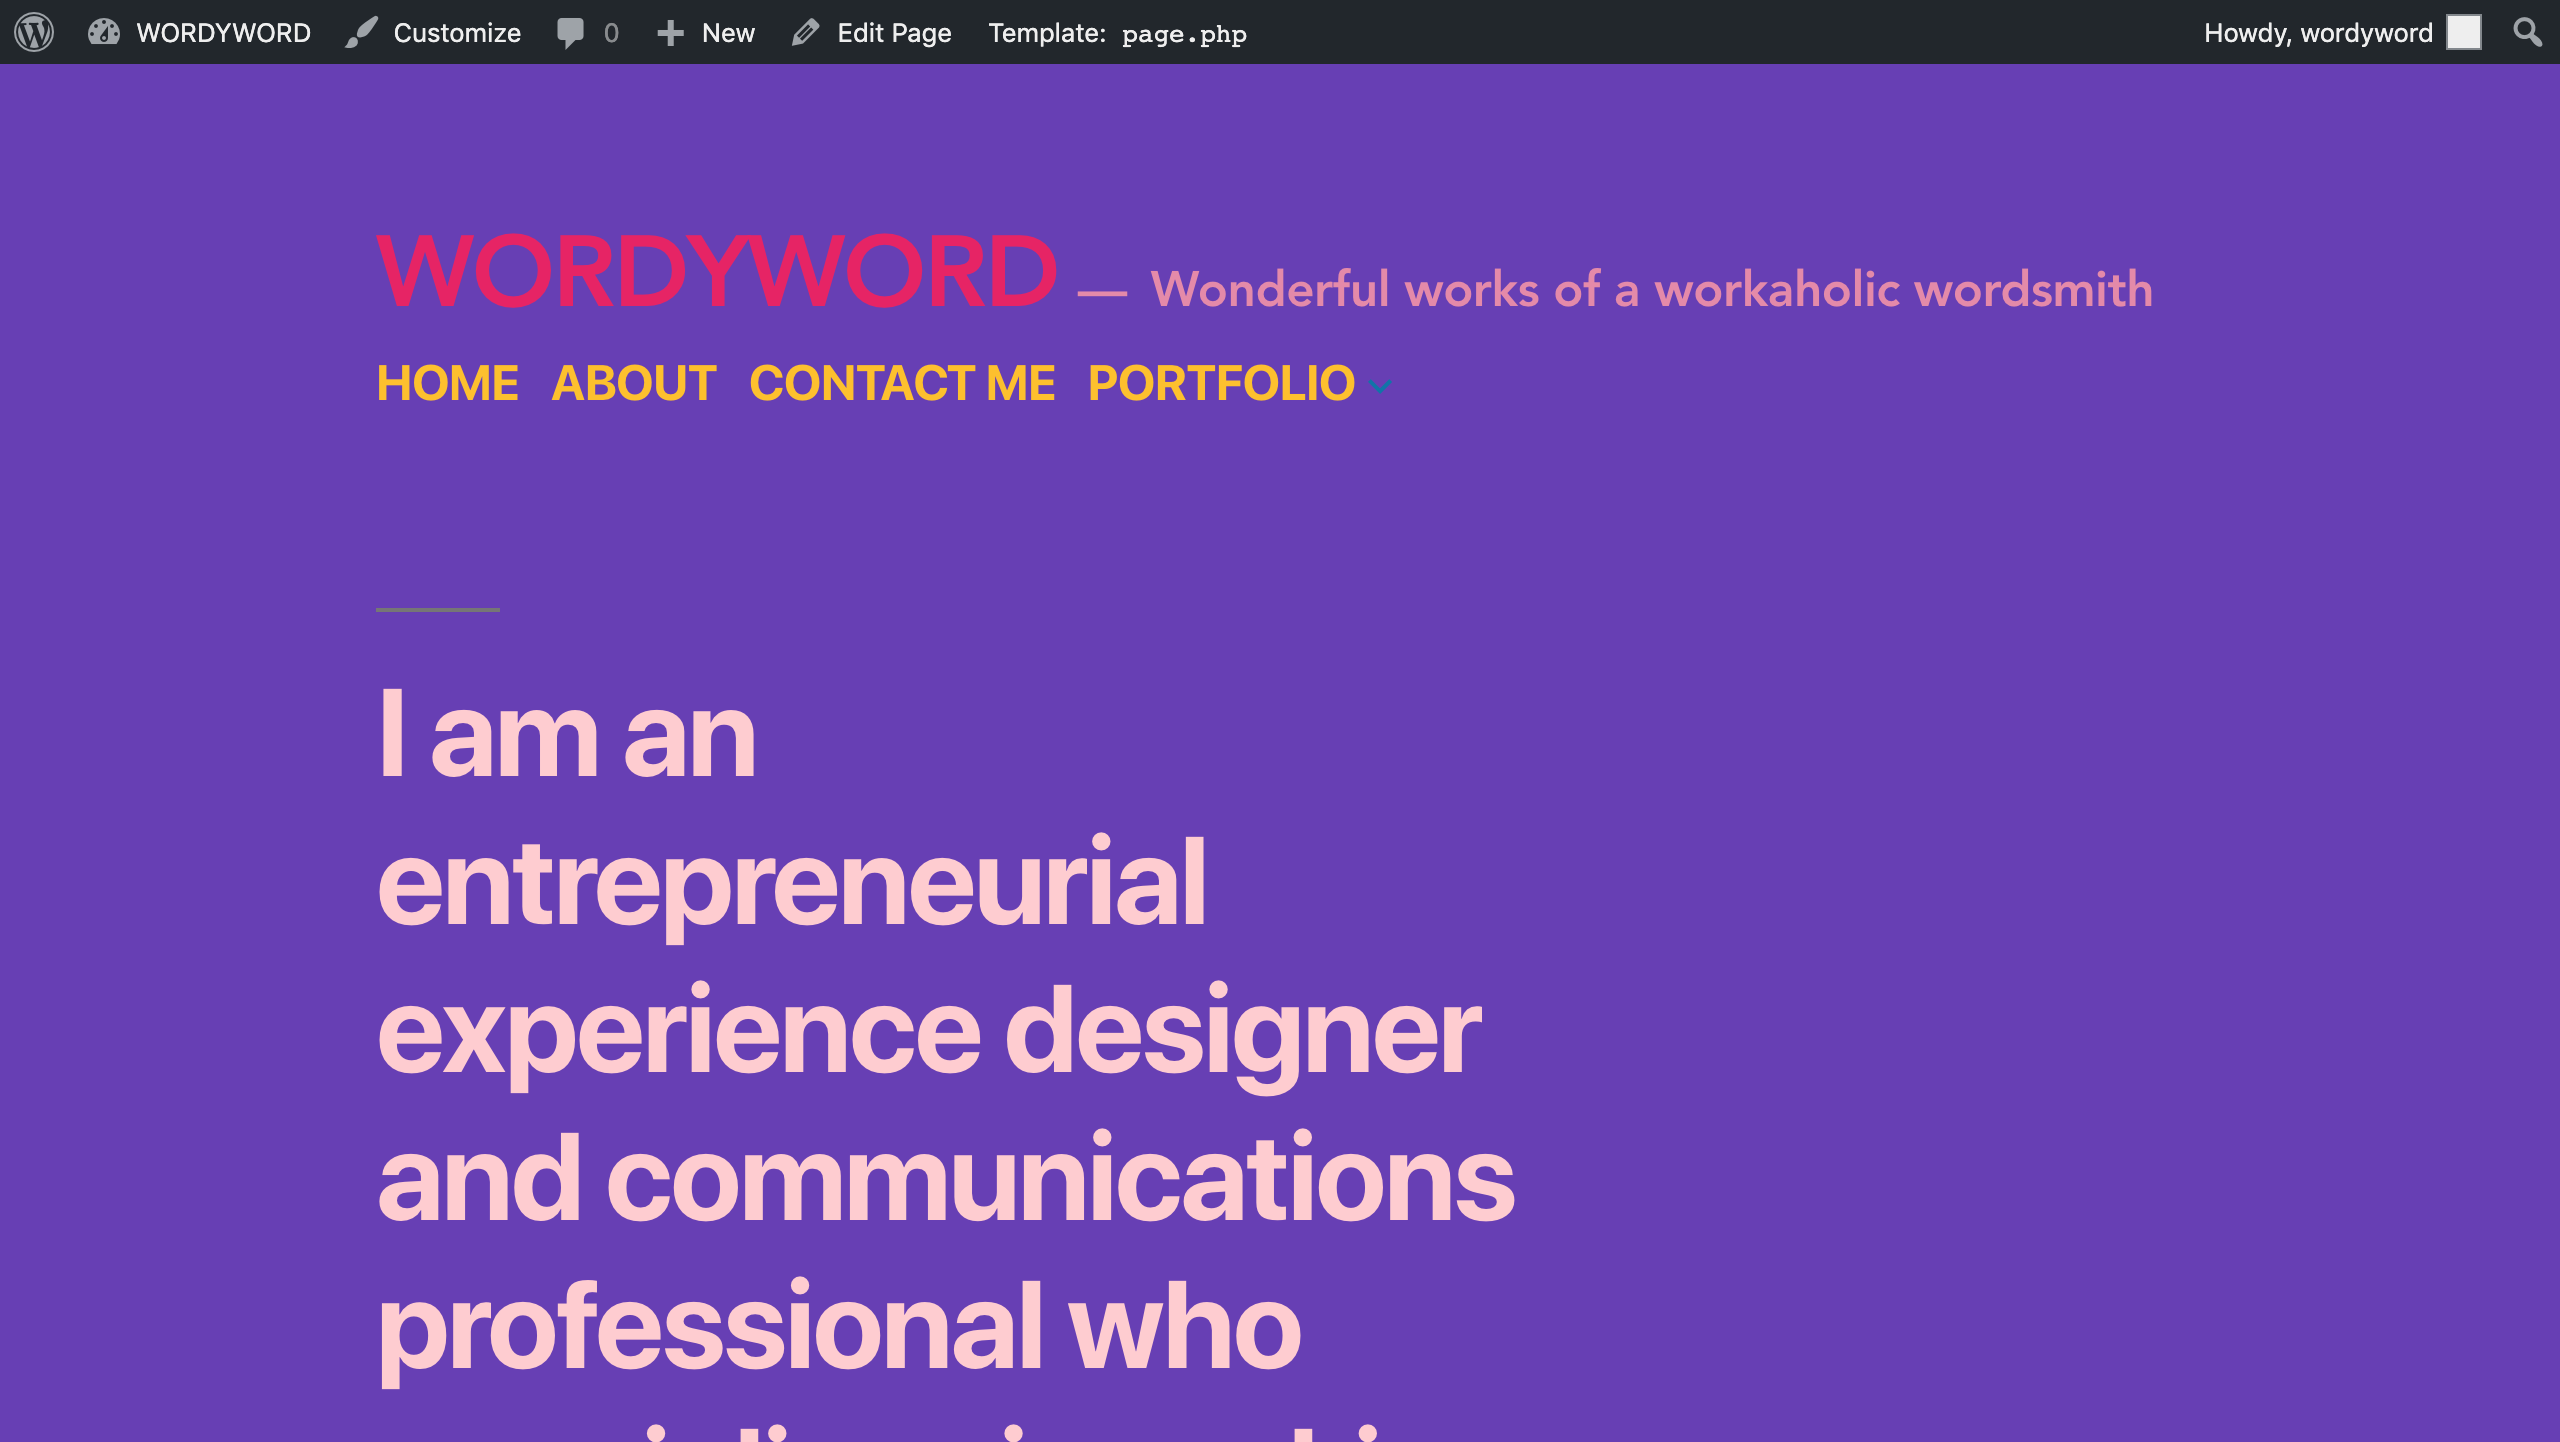 WORDYWORD Customize 0 New Edit Page Template: page.php Howdy, wordyword
WORDYWORD — Wonderful works of a workaholic wordsmith
HOME ABOUT CONTACT ME PORTFOLIO
I am an
entrepreneurial
experience designer
and communications
professional who